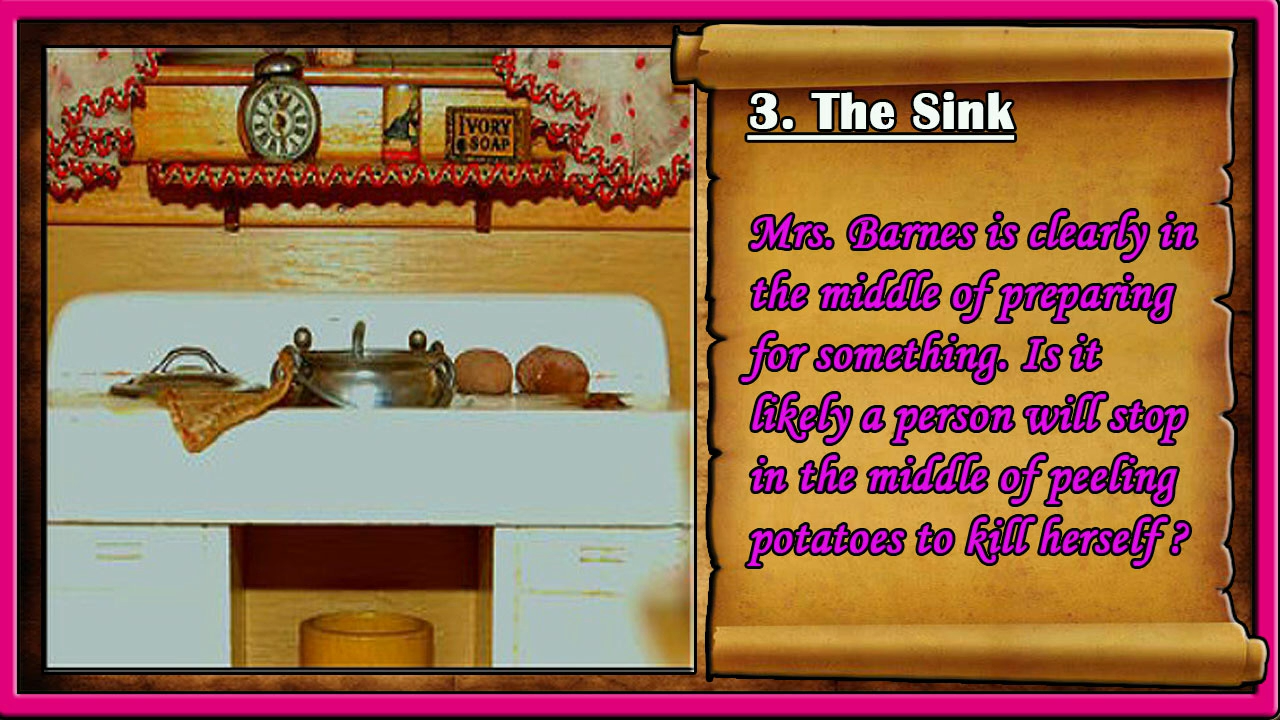 IVORY
SOAP
3. The Sink
Mrs. Barnes is clearly in
the middle of preparing
for something. Is it
likely a person will stop
in the middle of peeling
potatoes to kill herself?